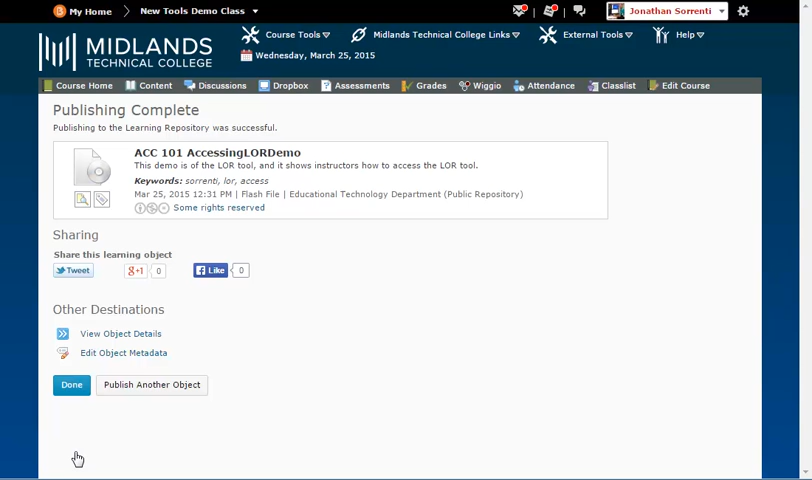 My Home
New Tools Demo Class
Jonathan Sorrenti
MIDLANDS
TECHNICAL COLLEGE
Course Tools
Midlands Technical College Links
External Tools
Help
Wednesday, March 25, 2015
Course Home
Content
Discussions
Dropbox
Assessments
Grades
Wiggio
Attendance
Classlist
Edit Course
Publishing Complete
Publishing to the Learning Repository was successful.
ACC 101 AccessingLORDemo
This demo is of the LOR tool, and it shows instructors how to access the LOR tool.
Keywords: sorrenti, lor, access
Mar 25, 2015 12:31 PM | Flash File | Educational Technology Department (Public Repository)
Some rights reserved
Sharing
Share this learning object
Tweet
g+1 0
Like 0
Other Destinations
View Object Details
Edit Object Metadata
Done
Publish Another Object